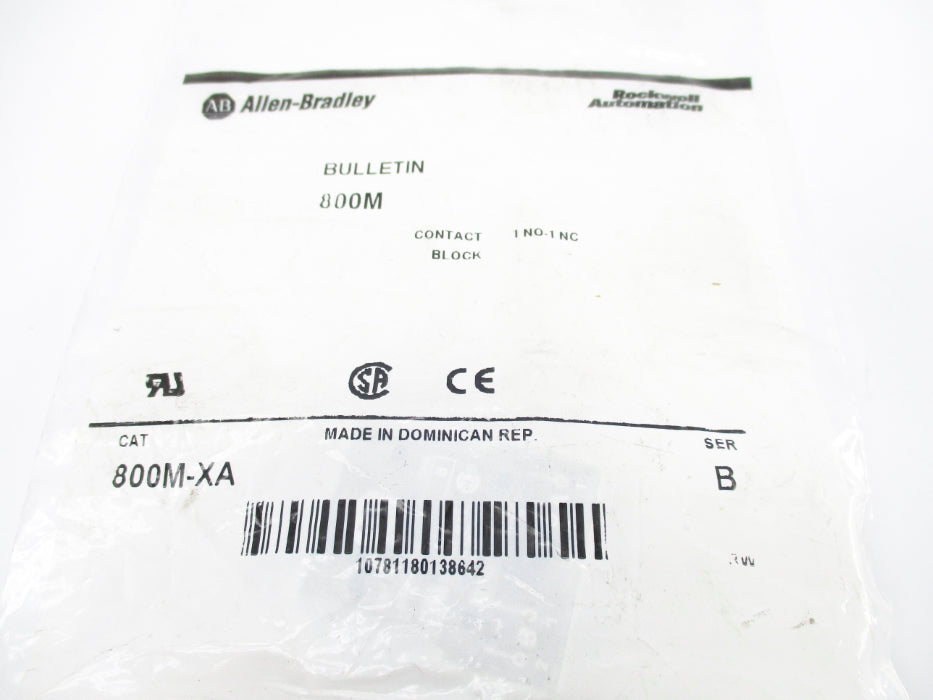 AB Allen-Bradley
Rockwell
Automation
BULLETIN
800M
CONTACT 1 NO-1 NC
BLOCK
CE
CAT
MADE IN DOMINICAN REP.
SER
800M-XA
B
10781180138642